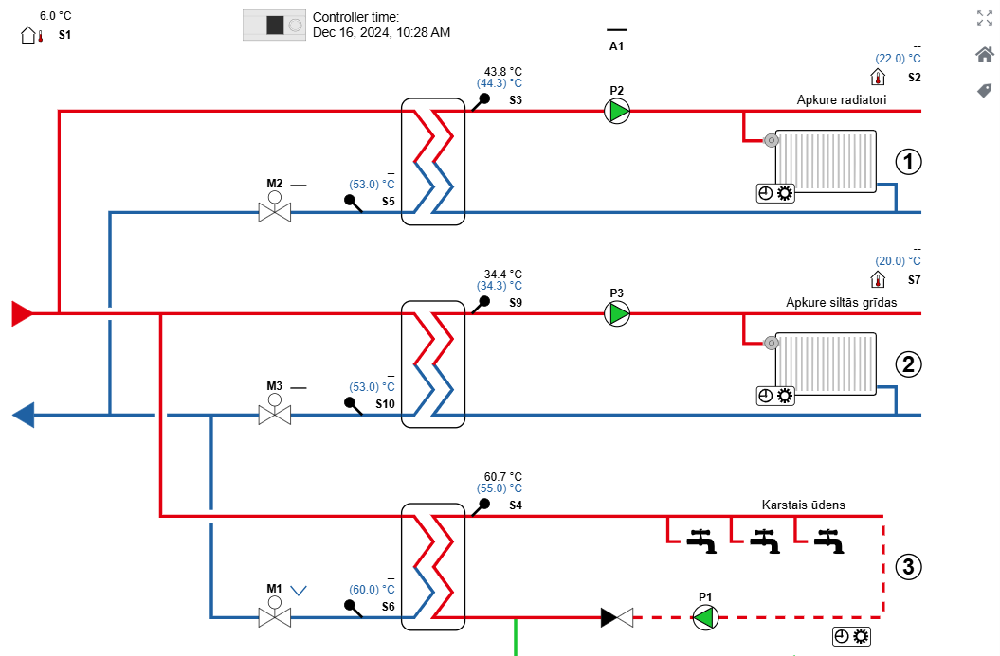 6.0 °C
S1
Controller time:
Dec 16, 2024, 10:28 AM
A1
--
(22.0) °C
S2
43.8 °C
(44.3) °C
S3
P2
Apkure radiatori
1
M2
--
(53.0) °C
S5
--
(20.0) °C
S7
34.4 °C
(34.3) °C
S9
P3
Apkure siltās grīdas
2
M3
--
(53.0) °C
S10
60.7 °C
(55.0) °C
S4
Karstais ūdens
3
M1
--
(60.0) °C
S6
P1